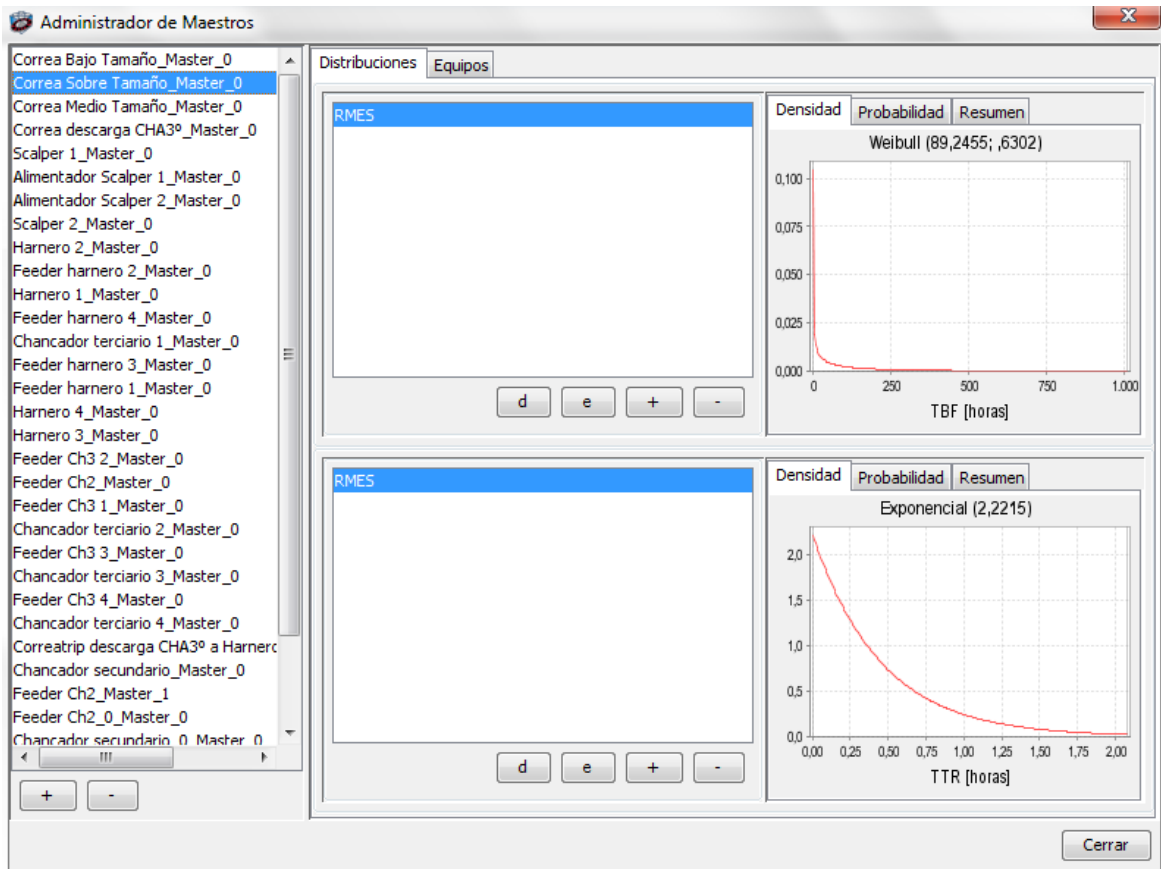 Administrador de Maestros
Correa Bajo Tamaño_Master_0
Correa Sobre Tamaño_Master_0
Correa Medio Tamaño_Master_0
Correa descarga CHA3º_Master_0
Scalper 1_Master_0
Alimentador Scalper 1_Master_0
Alimentador Scalper 2_Master_0
Scalper 2_Master_0
Harnero 2_Master_0
Feeder harnero 2_Master_0
Harnero 1_Master_0
Feeder harnero 4_Master_0
Chancador terciario 1_Master_0
Feeder harnero 3_Master_0
Feeder harnero 1_Master_0
Harnero 4_Master_0
Harnero 3_Master_0
Feeder Ch3 2_Master_0
Feeder Ch2_Master_0
Feeder Ch3 1_Master_0
Chancador terciario 2_Master_0
Feeder Ch3 3_Master_0
Chancador terciario 3_Master_0
Feeder Ch3 4_Master_0
Chancador terciario 4_Master_0
Correatrip descarga CHA3º a Harnerc
Chancador secundario_Master_0
Feeder Ch2_Master_1
Feeder Ch2_0_Master_0
Chancador secundario_0_Master_0
+ -
Distribuciones Equipos
RMES
d e + -
Densidad Probabilidad Resumen
Weibull (89,2455; ,6302)
0,100
0,075
0,050
0,025
0,000
0 250 500 750 1.000
TBF [horas]
RMES
d e + -
Densidad Probabilidad Resumen
Exponencial (2,2215)
2,0
1,5
1,0
0,5
0,0
0,00 0,25 0,50 0,75 1,00 1,25 1,50 1,75 2,00
TTR [horas]
Cerrar